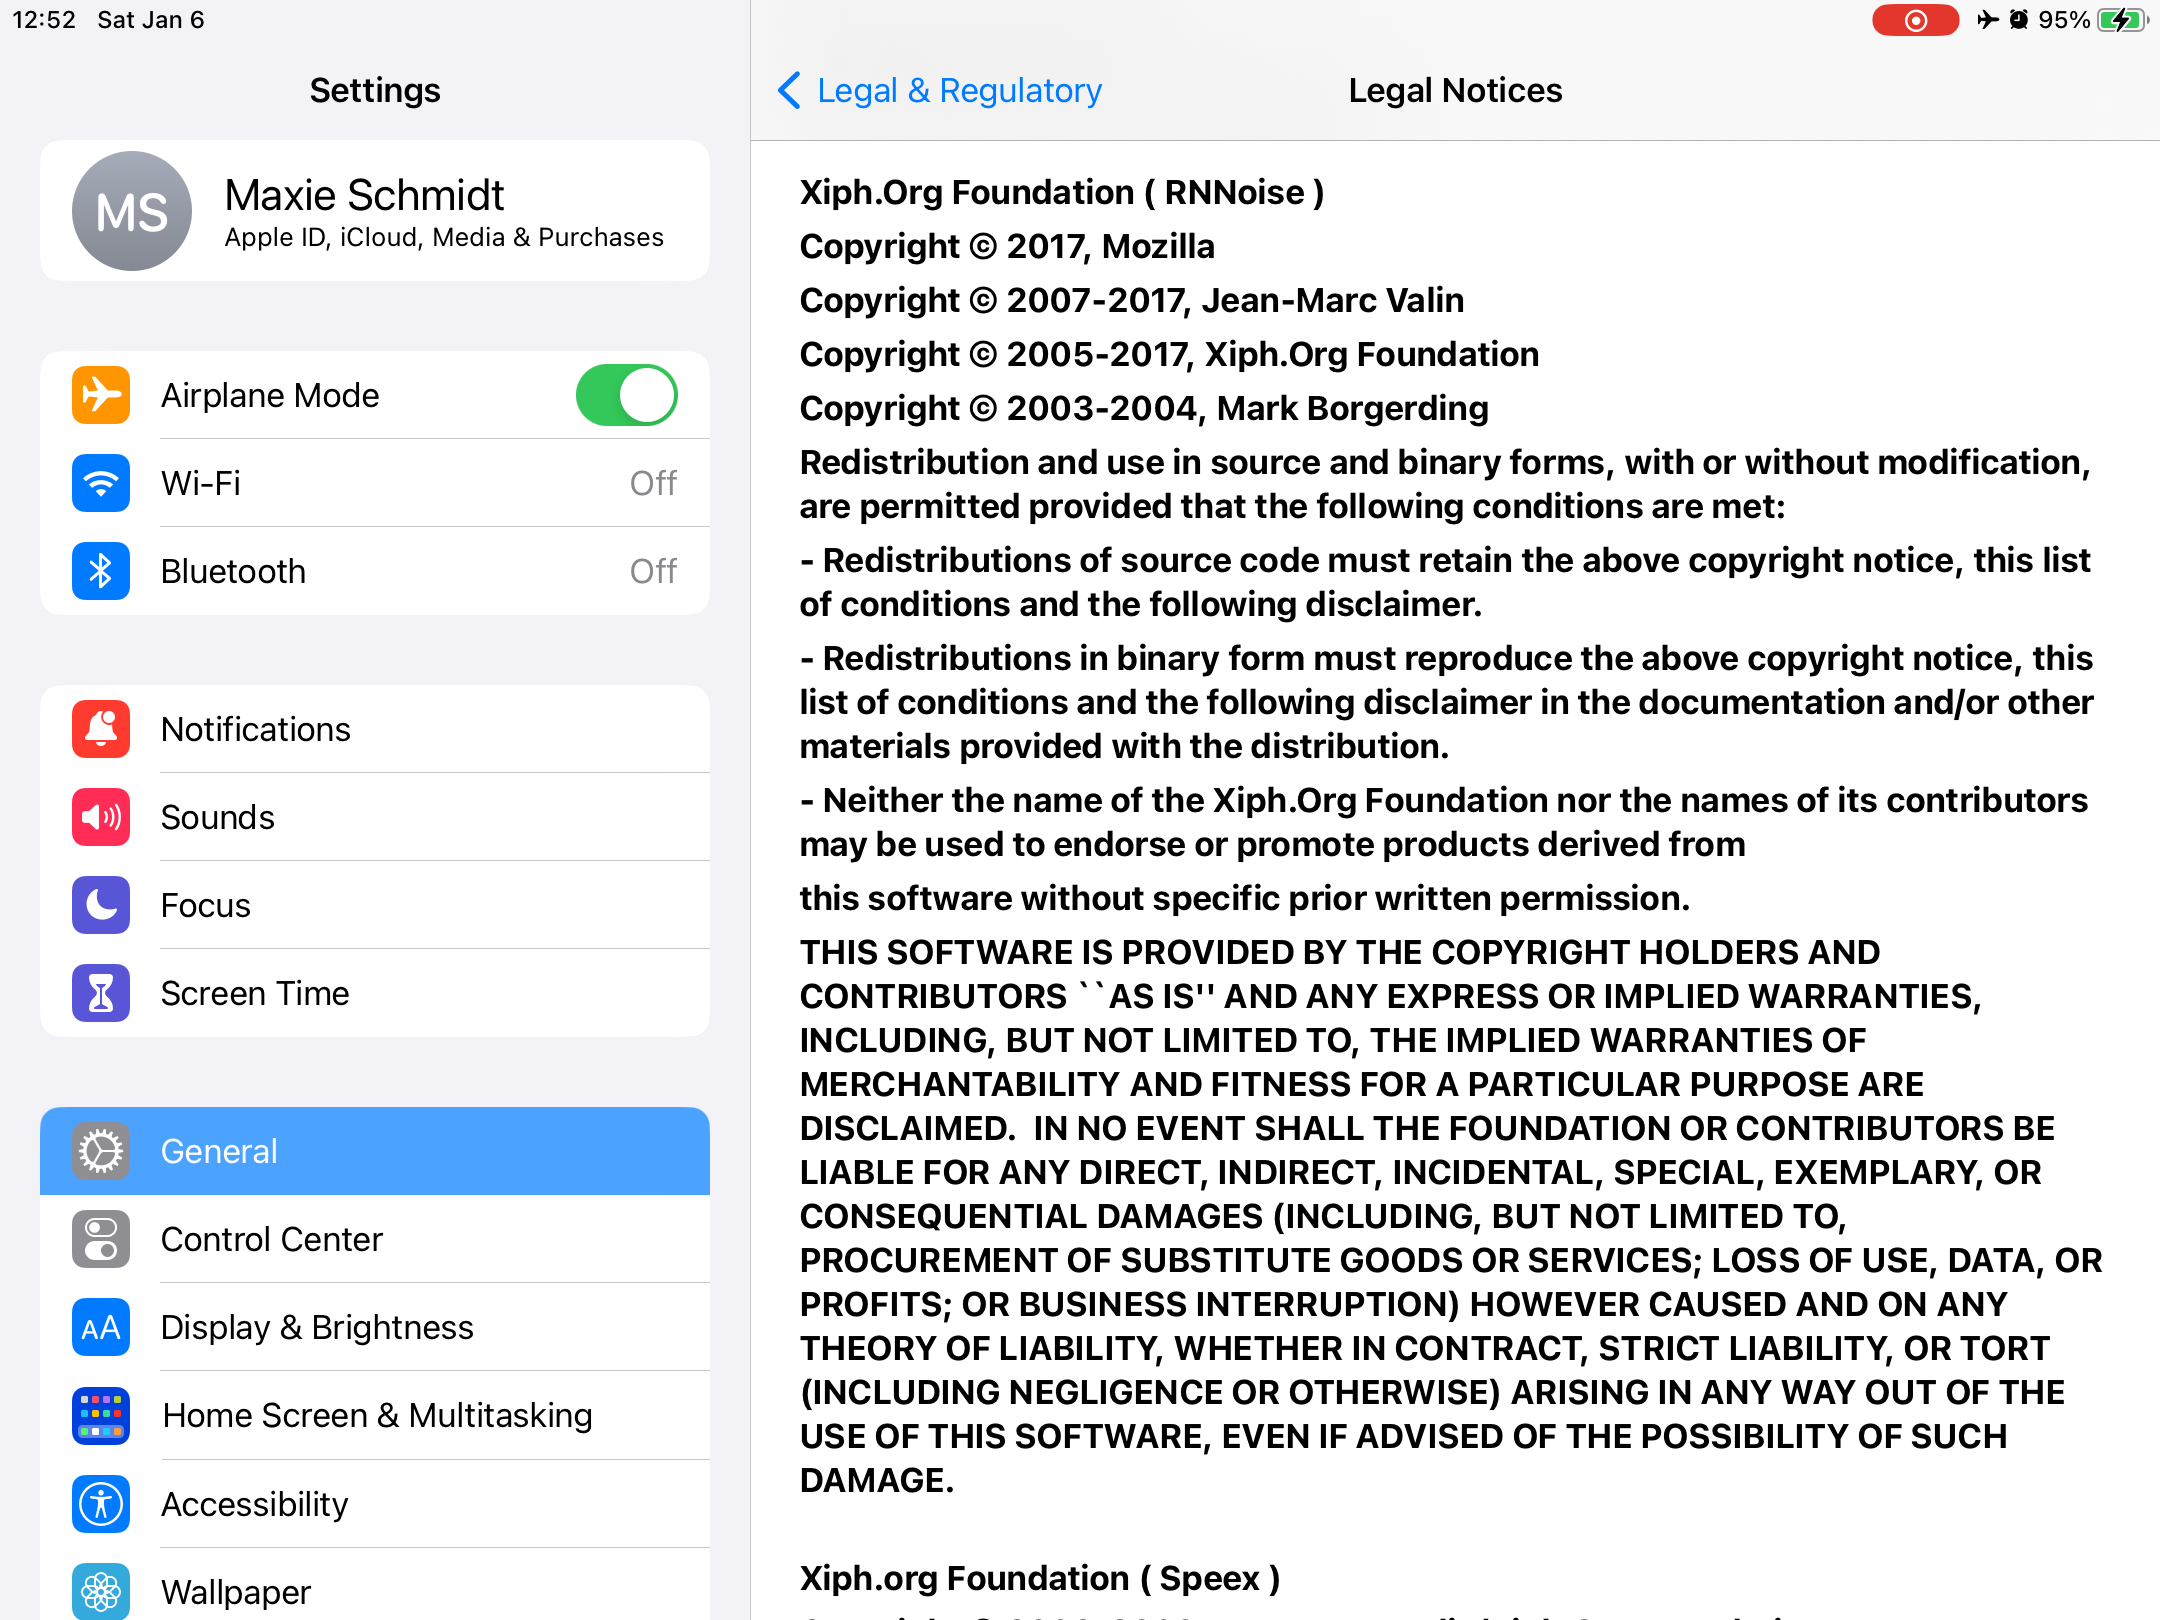 12:52 Sat Jan 6
95%
Settings
MS
Maxie Schmidt
Apple ID, iCloud, Media & Purchases
Airplane Mode
Wi-Fi Off
Bluetooth Off
Notifications
Sounds
Focus
Screen Time
General
Control Center
AA Display & Brightness
Home Screen & Multitasking
Accessibility
Wallpaper
Legal & Regulatory
Legal Notices
Xiph.Org Foundation ( RNNoise )
Copyright © 2017, Mozilla
Copyright © 2007-2017, Jean-Marc Valin
Copyright © 2005-2017, Xiph.Org Foundation
Copyright © 2003-2004, Mark Borgerding
Redistribution and use in source and binary forms, with or without modification,
are permitted provided that the following conditions are met:
- Redistributions of source code must retain the above copyright notice, this list
of conditions and the following disclaimer.
- Redistributions in binary form must reproduce the above copyright notice, this
list of conditions and the following disclaimer in the documentation and/or other
materials provided with the distribution.
- Neither the name of the Xiph.Org Foundation nor the names of its contributors
may be used to endorse or promote products derived from
this software without specific prior written permission.
THIS SOFTWARE IS PROVIDED BY THE COPYRIGHT HOLDERS AND
CONTRIBUTORS ``AS IS'' AND ANY EXPRESS OR IMPLIED WARRANTIES,
INCLUDING, BUT NOT LIMITED TO, THE IMPLIED WARRANTIES OF
MERCHANTABILITY AND FITNESS FOR A PARTICULAR PURPOSE ARE
DISCLAIMED.  IN NO EVENT SHALL THE FOUNDATION OR CONTRIBUTORS BE
LIABLE FOR ANY DIRECT, INDIRECT, INCIDENTAL, SPECIAL, EXEMPLARY, OR
CONSEQUENTIAL DAMAGES (INCLUDING, BUT NOT LIMITED TO,
PROCUREMENT OF SUBSTITUTE GOODS OR SERVICES; LOSS OF USE, DATA, OR
PROFITS; OR BUSINESS INTERRUPTION) HOWEVER CAUSED AND ON ANY
THEORY OF LIABILITY, WHETHER IN CONTRACT, STRICT LIABILITY, OR TORT
(INCLUDING NEGLIGENCE OR OTHERWISE) ARISING IN ANY WAY OUT OF THE
USE OF THIS SOFTWARE, EVEN IF ADVISED OF THE POSSIBILITY OF SUCH
DAMAGE.
Xiph.org Foundation ( Speex )